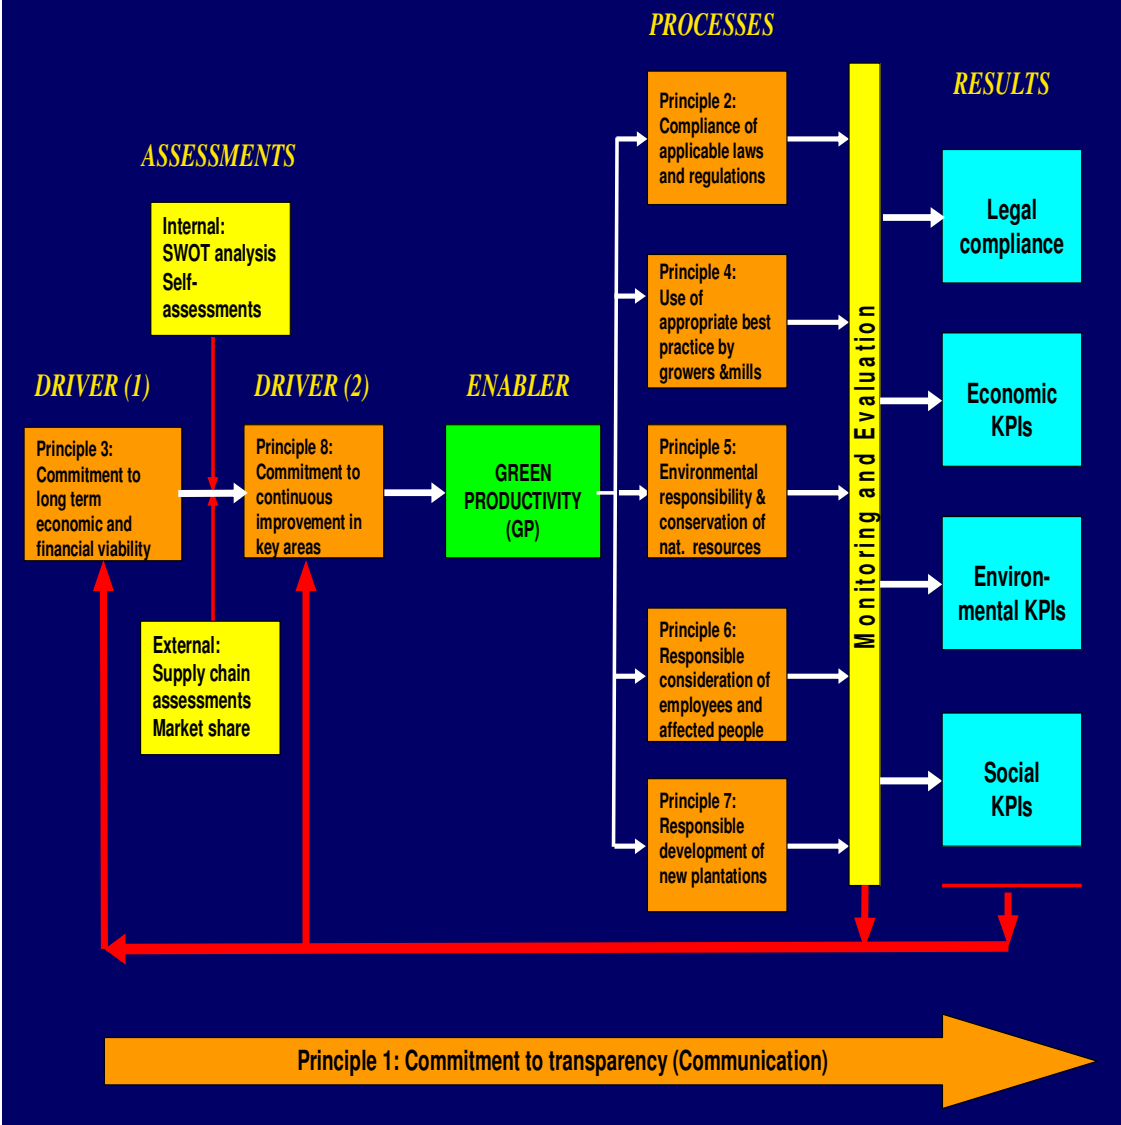 PROCESSES
RESULTS
ASSESSMENTS
Principle 2:
Compliance of
applicable laws
and regulations
Internal:
SWOT analysis
Self-
assessments
Legal
compliance
Principle 4:
Use of
appropriate best
practice by
growers &mills
Monitoring and Evaluation
DRIVER (1)
DRIVER (2)
ENABLER
Economic
KPIs
Principle 3:
Commitment to
long term
economic and
financial viability
Principle 8:
Commitment to
continuous
improvement in
key areas
GREEN
PRODUCTIVITY
(GP)
Principle 5:
Environmental
responsibility &
conservation of
nat. resources
Environ-
mental KPIs
External:
Supply chain
assessments
Market share
Principle 6:
Responsible
consideration of
employees and
affected people
Social
KPIs
Principle 7:
Responsible
development of
new plantations
Principle 1: Commitment to transparency (Communication)